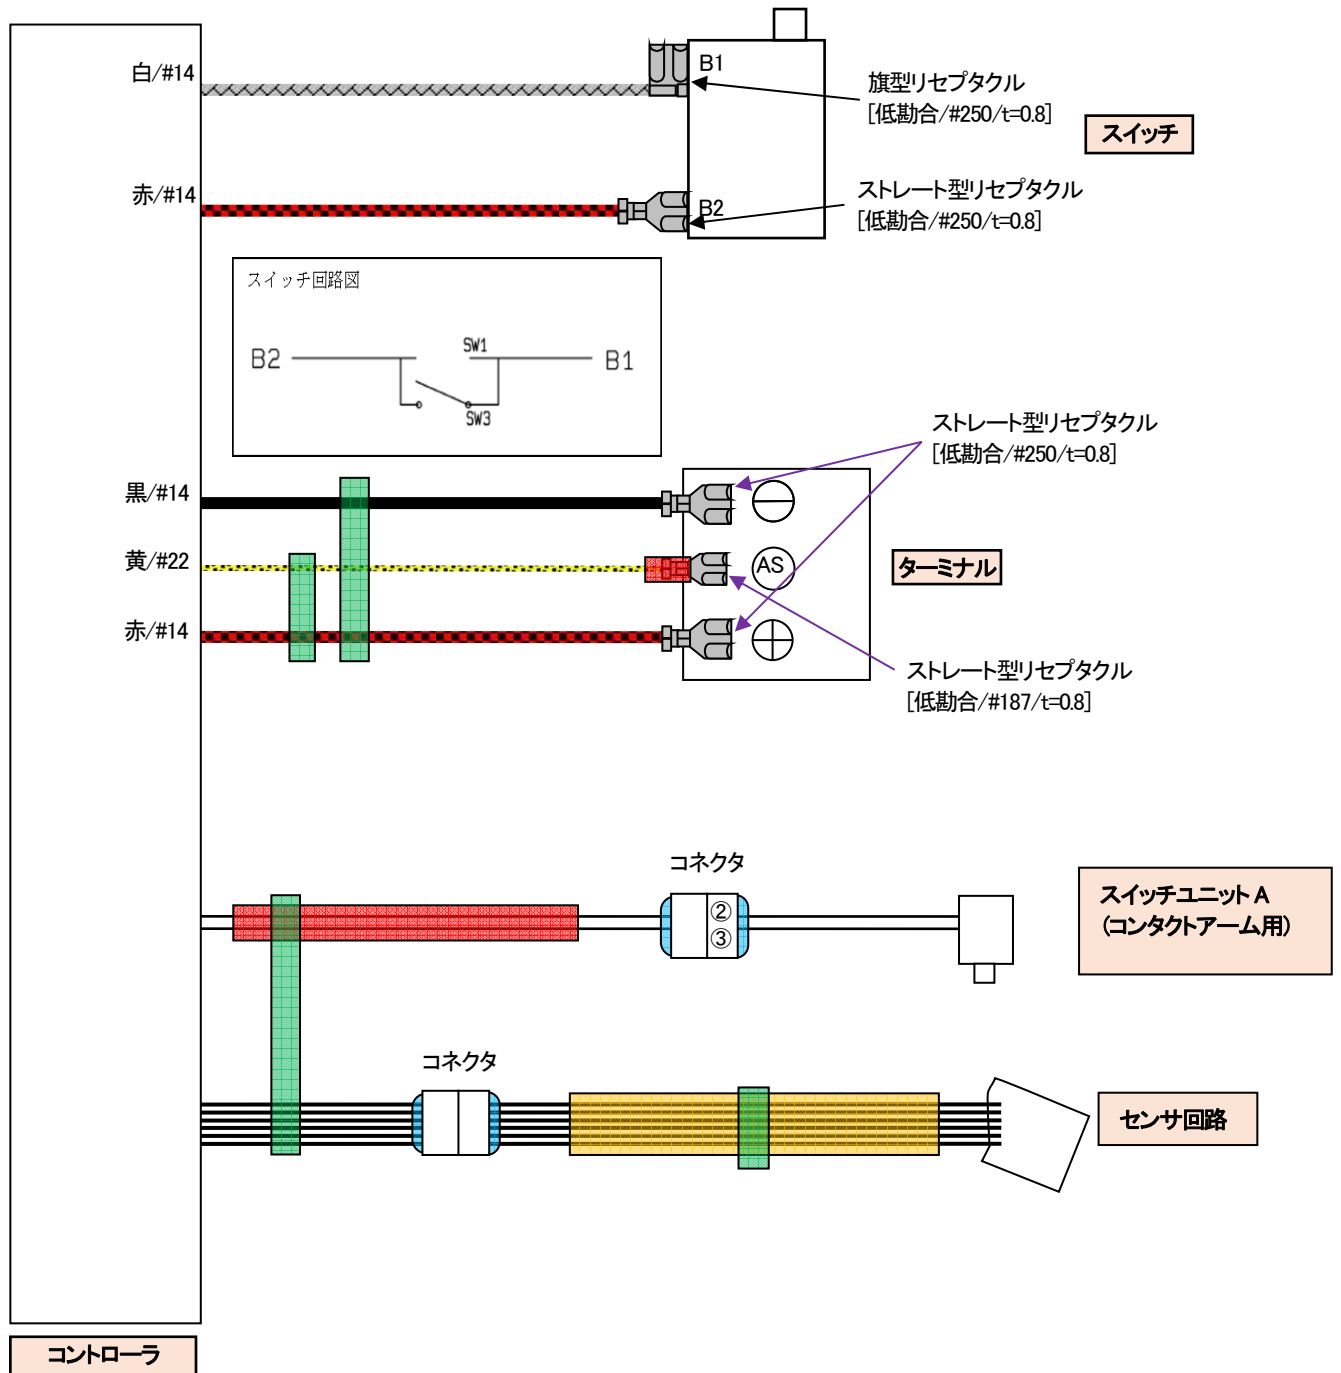 白/#14
B1
旗型リセプタクル
[低勘合/#250/t=0.8]
スイッチ
赤/#14
B2
ストレート型リセプタクル
[低勘合/#250/t=0.8]
スイッチ回路図
B2
SW1
B1
SW3
ストレート型リセプタクル
[低勘合/#250/t=0.8]
黒/#14
黄/#22
AS
ターミナル
赤/#14
ストレート型リセプタクル
[低勘合/#187/t=0.8]
コネクタ
②
③
スイッチユニット A
(コンタクトアーム用)
コネクタ
センサ回路
コントローラ